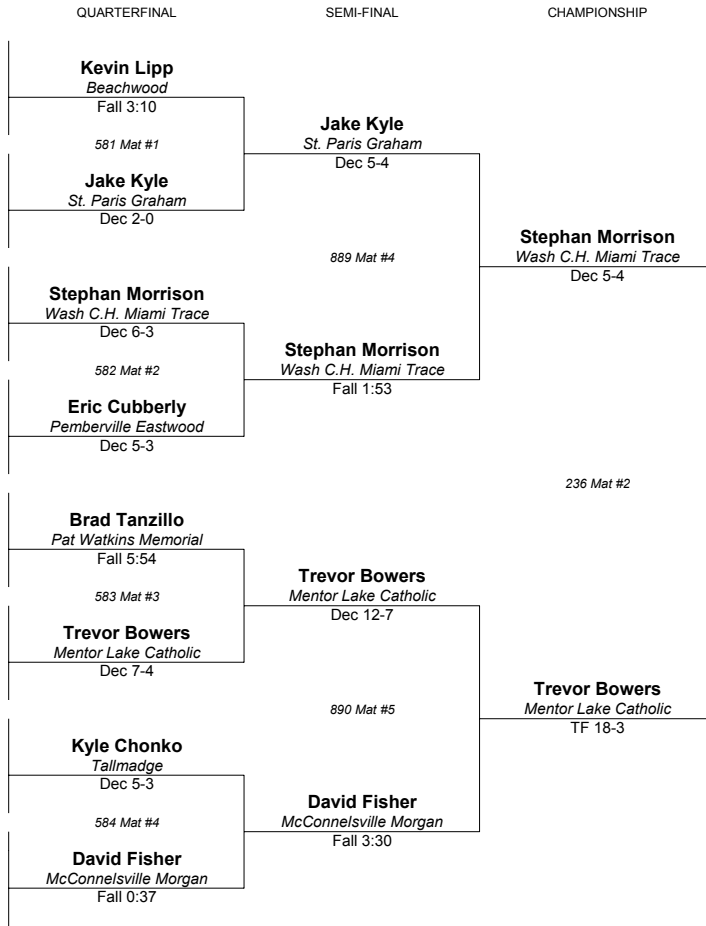 QUARTERFINAL
SEMI-FINAL
CHAMPIONSHIP
Kevin Lipp
Beachwood
Fall 3:10
581 Mat #1
Jake Kyle
St. Paris Graham
Dec 2-0
Stephan Morrison
Wash C.H. Miami Trace
Dec 6-3
582 Mat #2
Eric Cubberly
Pemberville Eastwood
Dec 5-3
Brad Tanzillo
Pat Watkins Memorial
Fall 5:54
583 Mat #3
Trevor Bowers
Mentor Lake Catholic
Dec 7-4
Kyle Chonko
Tallmadge
Dec 5-3
584 Mat #4
David Fisher
McConnelsville Morgan
Fall 0:37
Jake Kyle
St. Paris Graham
Dec 5-4
889 Mat #4
Stephan Morrison
Wash C.H. Miami Trace
Fall 1:53
Trevor Bowers
Mentor Lake Catholic
Dec 12-7
890 Mat #5
David Fisher
McConnelsville Morgan
Fall 3:30
Stephan Morrison
Wash C.H. Miami Trace
Dec 5-4
236 Mat #2
Trevor Bowers
Mentor Lake Catholic
TF 18-3